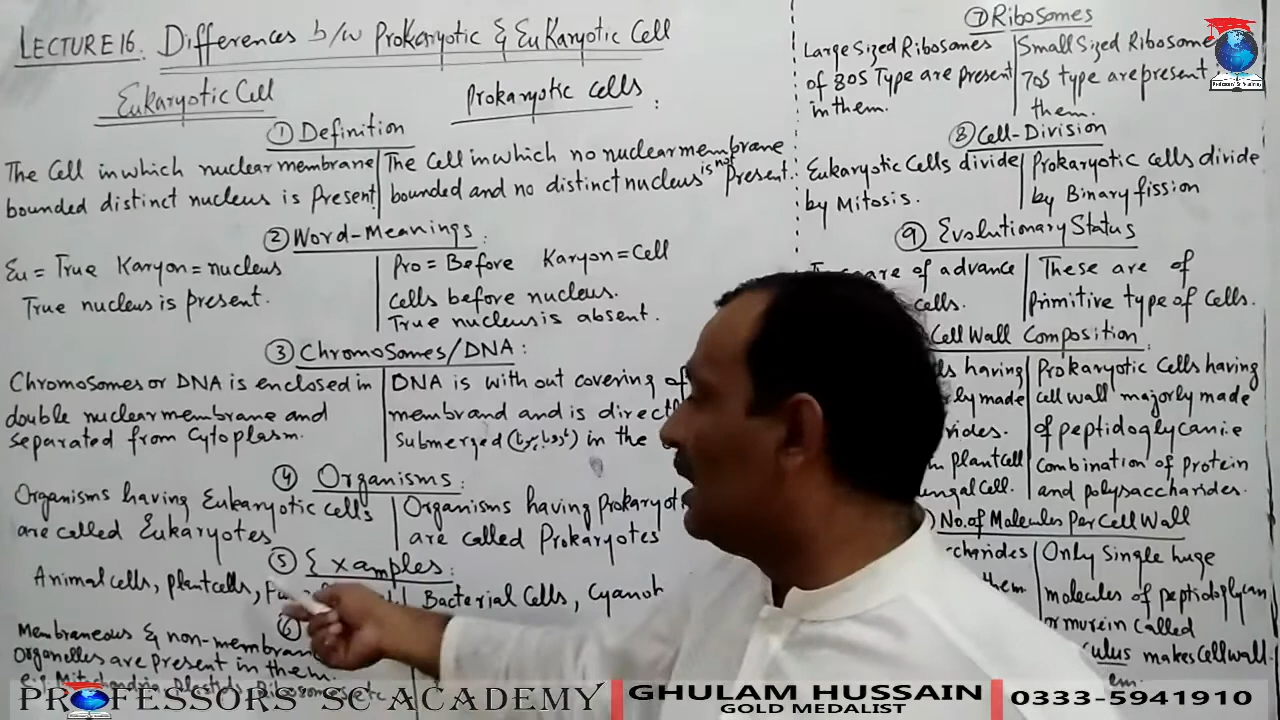 LECTURE 16. Differences b/w Prokaryotic & Eukaryotic Cell
Eukaryotic Cell
Prokaryotic cells :
① Definition
The Cell in which nuclear membrane
bounded distinct nucleus is Present
The Cell in which no nuclear membrane
bounded and no distinct nucleus is not Present.
② Word-Meanings :
Eu = True Karyon = nucleus
True nucleus is present.
Pro = Before Karyon = Cell
Cells before nucleus.
True nucleus is absent.
③ Chromosomes/DNA :
Chromosomes or DNA is enclosed in
double nuclear membrane and
separated from Cytoplasm.
DNA is with out covering of
membrand and is directl
submerged in the
④ Organisms :
Organisms having Eukaryotic cells
are called Eukaryotes
Organisms having Prokaryot
are called Prokaryotes
⑤ Examples :
Animal cells, plant cells,
Bacterial Cells,
⑥
Membraneous & non-membran
Organelles are present in them.
⑦ Ribosomes
Large Sized Ribosomes
of 80S Type are present
in them.
Small Sized Ribosome
70S type are present
them.
⑧ Cell-Division
Eukaryotic Cells divide
by Mitosis.
Prokaryotic cells divide
by Binary fission
⑨ Evolutionary Status
are of advance
cells.
These are of
primitive type of Cells.
Cell Wall Composition :
having
made
plant cell
Cell.
Prokaryotic Cells having
cell wall majorly made
of peptidoglycan i.e
combination of Protein
and polysaccharides.
No. of Molecules Per Cell Wall
them
Only Single huge
molecules of peptidoglycan
or murein called
makes cell wall
PROFESSORS' SC ACADEMY
GHULAM HUSSAIN
GOLD MEDALIST
0333-5941910